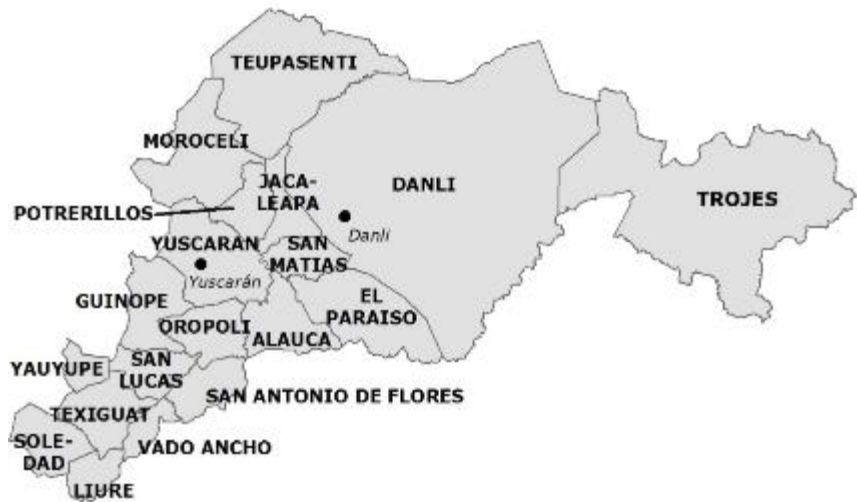 TEUPASENTI
MOROCELI
JACA-
LEAPA
DANLI
TROJES
POTRERILLOS
Danli
YUSCARAN
SAN
MATIAS
Yuscarán
EL
PARAISO
GUINOPE
OROPOLI
ALAUCA
YAUYUPE
SAN
LUCAS
SAN ANTONIO DE FLORES
TEXIGUAT
SOLE-
DAD
VADO ANCHO
LIURE